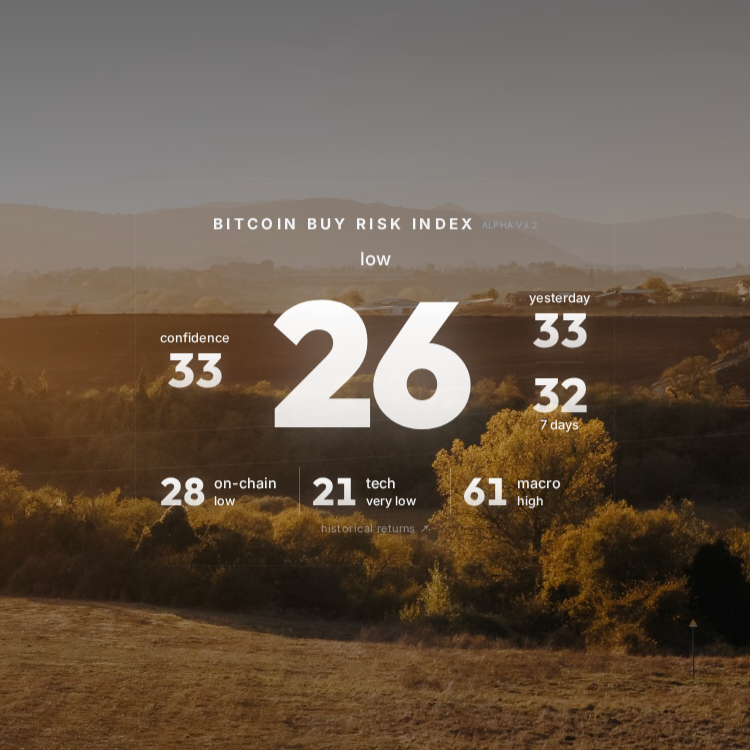 BITCOIN BUY RISK INDEX ALPHA V3.2
low
confidence
33
26
yesterday
33
32
7 days
28 on-chain low
21 tech very low
61 macro high
historical returns ↗